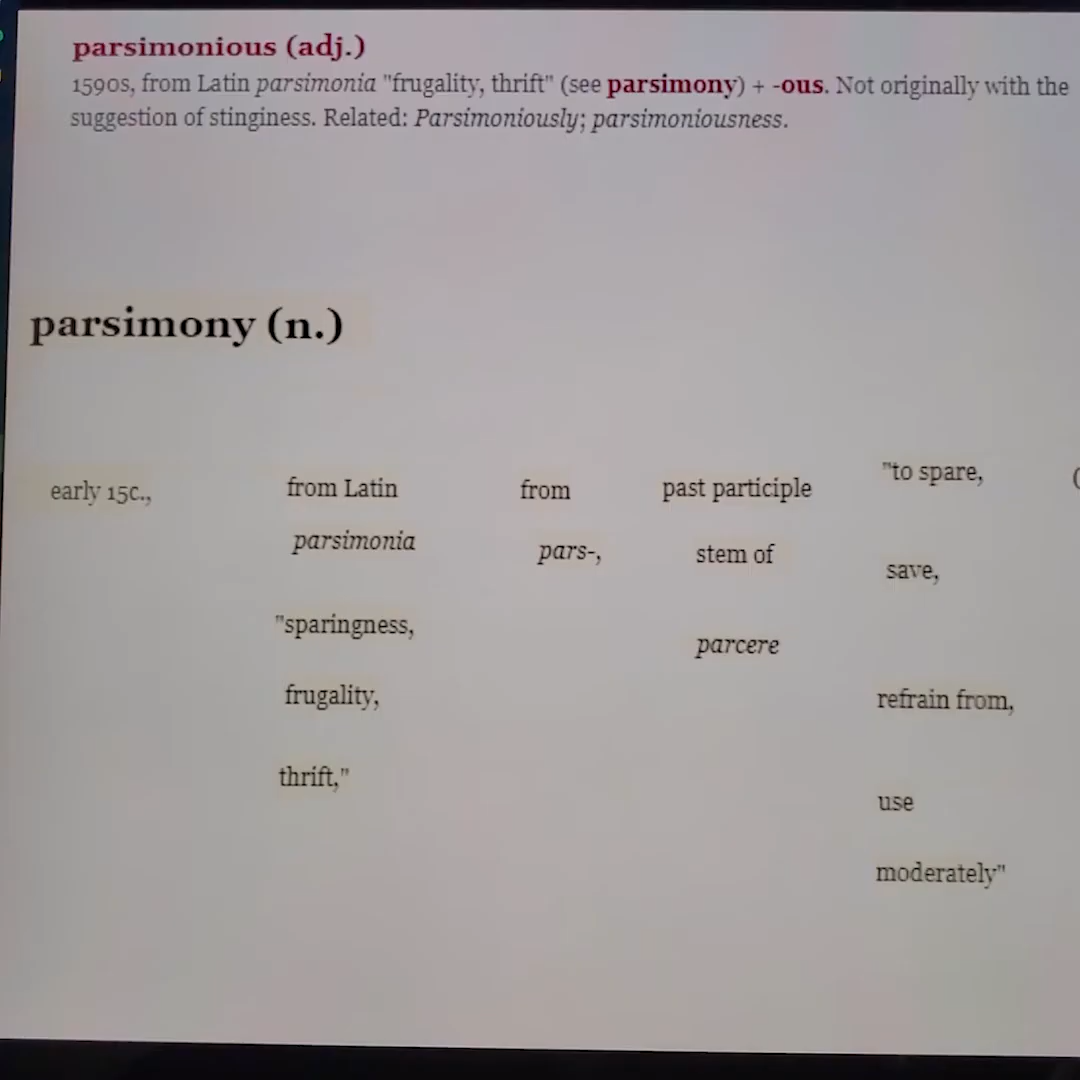 parsimonious (adj.)
1590s, from Latin parsimonia "frugality, thrift" (see parsimony) + -ous. Not originally with the
suggestion of stinginess. Related: Parsimoniously; parsimoniousness.
parsimony (n.)
early 15c.,
from Latin
parsimonia
"sparingness,
frugality,
thrift,"
from
pars-,
past participle
stem of
parcere
"to spare,
save,
refrain from,
use
moderately"
(